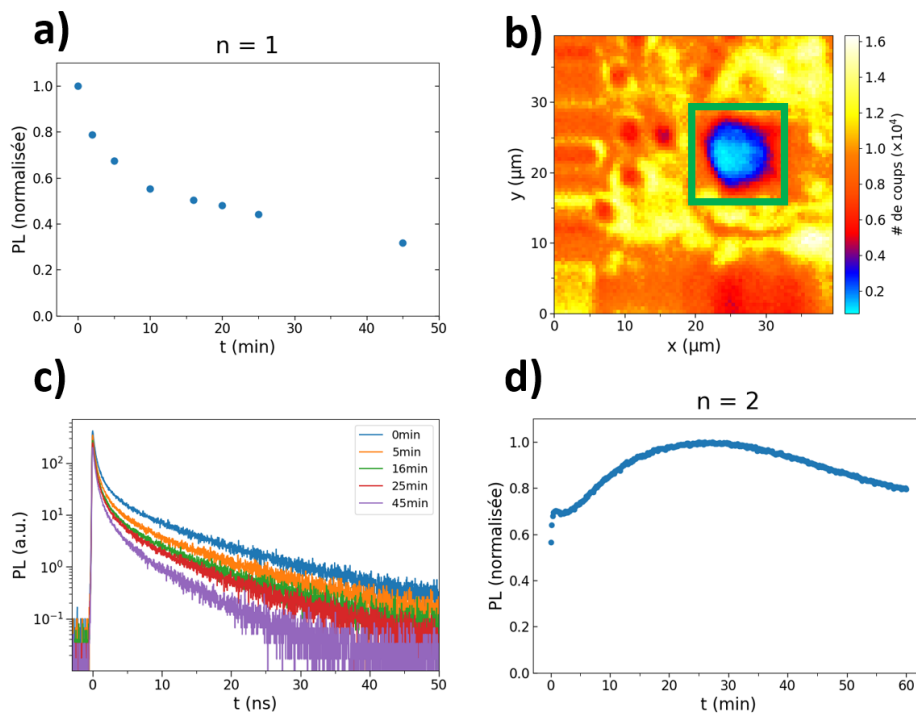 a)
n = 1
PL (normalisée)
1.0
0.8
0.6
0.4
0.2
0.0
0 10 20 30 40 50
t (min)
b)
y (µm)
30
20
10
0
0 10 20 30
x (µm)
1.6
1.4
1.2
1.0
0.8
0.6
0.4
0.2
# de coups (×10⁴)
c)
PL (a.u.)
10²
10¹
10⁰
10⁻¹
0 10 20 30 40 50
t (ns)
0min
5min
16min
25min
45min
d)
n = 2
PL (normalisée)
1.0
0.8
0.6
0.4
0.2
0.0
0 10 20 30 40 50 60
t (min)